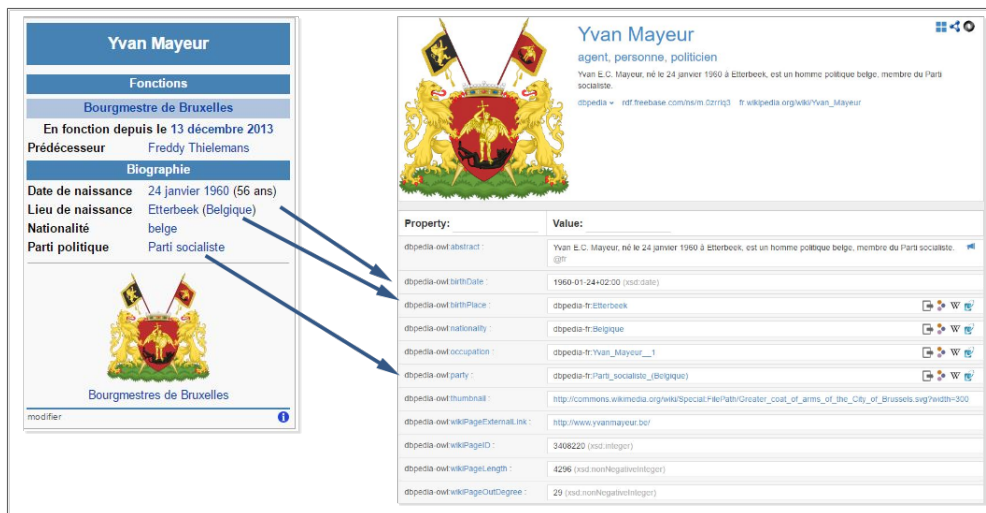 Yvan Mayeur
Fonctions
Bourgmestre de Bruxelles
En fonction depuis le 13 décembre 2013
Prédécesseur Freddy Thielemans
Biographie
Date de naissance 24 janvier 1960 (56 ans)
Lieu de naissance Etterbeek (Belgique)
Nationalité belge
Parti politique Parti socialiste
Bourgmestres de Bruxelles
modifier
Yvan Mayeur
agent, personne, politicien
Yvan E.C. Mayeur, né le 24 janvier 1960 à Etterbeek, est un homme politique belge, membre du Parti
socialiste.
dbpedia rdf.freebase.com/ns/m.0zrriq3 fr.wikipedia.org/wiki/Yvan_Mayeur
Property: Value:
dbpedia-owl:abstract : Yvan E.C. Mayeur, né le 24 janvier 1960 à Etterbeek, est un homme politique belge, membre du Parti socialiste.
@fr
dbpedia-owl:birthDate : 1960-01-24+02:00 (xsd:date)
dbpedia-owl:birthPlace : dbpedia-fr:Etterbeek
dbpedia-owl:nationality : dbpedia-fr:Belgique
dbpedia-owl:occupation : dbpedia-fr:Yvan_Mayeur__1
dbpedia-owl:party : dbpedia-fr:Parti_socialiste_(Belgique)
dbpedia-owl:thumbnail : http://commons.wikimedia.org/wiki/Special:FilePath/Greater_coat_of_arms_of_the_City_of_Brussels.svg?width=300
dbpedia-owl:wikiPageExternalLink : http://www.yvanmayeur.be/
dbpedia-owl:wikiPageID : 3408220 (xsd:integer)
dbpedia-owl:wikiPageLength : 4296 (xsd:nonNegativeInteger)
dbpedia-owl:wikiPageOutDegree : 29 (xsd:nonNegativeInteger)